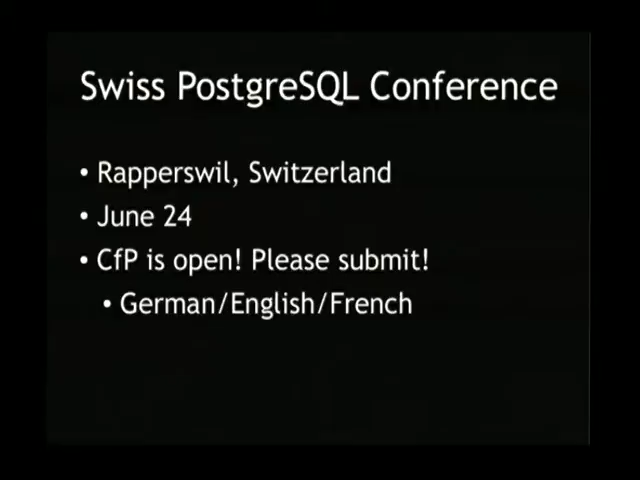 Swiss PostgreSQL Conference
• Rapperswil, Switzerland
• June 24
• CfP is open! Please submit!
• German/English/French